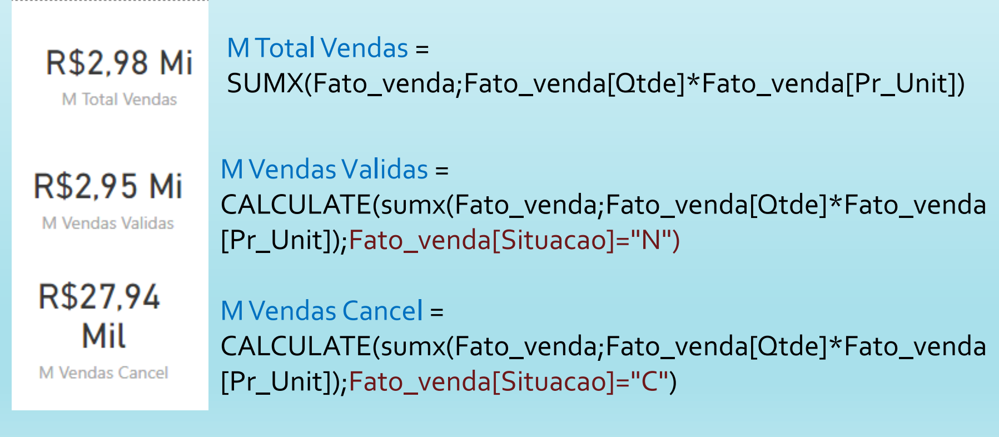 R$2,98 Mi
M Total Vendas
M Total Vendas =
SUMX(Fato_venda;Fato_venda[Qtde]*Fato_venda[Pr_Unit])
R$2,95 Mi
M Vendas Validas
M Vendas Validas =
CALCULATE(sumx(Fato_venda;Fato_venda[Qtde]*Fato_venda
[Pr_Unit]);Fato_venda[Situacao]="N")
R$27,94
Mil
M Vendas Cancel
M Vendas Cancel =
CALCULATE(sumx(Fato_venda;Fato_venda[Qtde]*Fato_venda
[Pr_Unit]);Fato_venda[Situacao]="C")